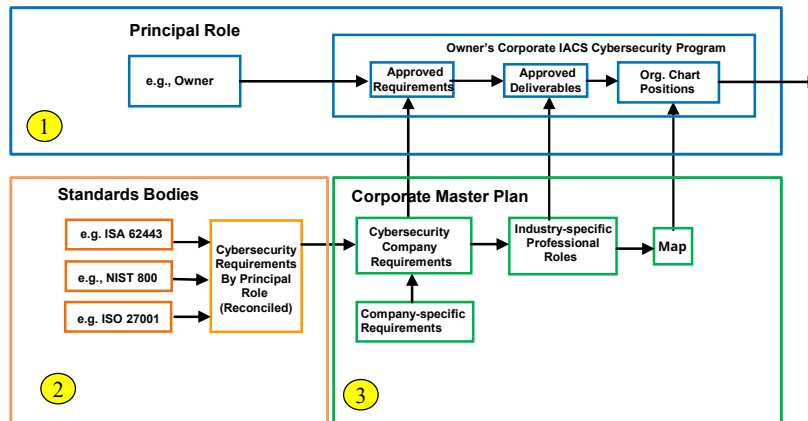 Principal Role
Owner's Corporate IACS Cybersecurity Program
e.g., Owner
Approved
Requirements
Approved
Deliverables
Org. Chart
Positions
1
Standards Bodies
e.g. ISA 62443
e.g., NIST 800
e.g. ISO 27001
Cybersecurity
Requirements
By Principal
Role
(Reconciled)
2
Corporate Master Plan
Cybersecurity
Company
Requirements
Industry-specific
Professional
Roles
Map
Company-specific
Requirements
3